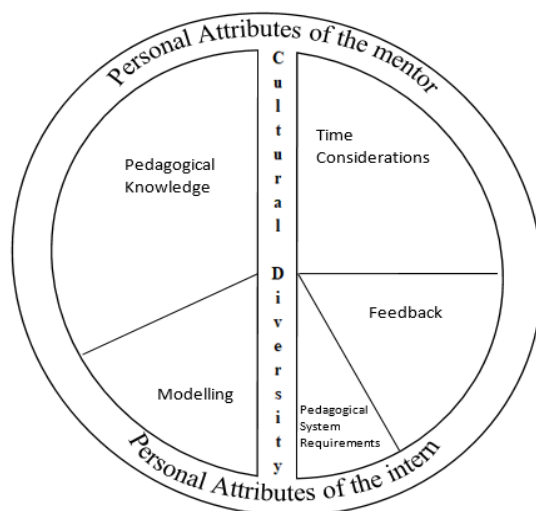 Personal Attributes of the mentor
Cultural Diversity
Pedagogical
Knowledge
Time
Considerations
Feedback
Modelling
Pedagogical
System
Requirements
Personal Attributes of the intern